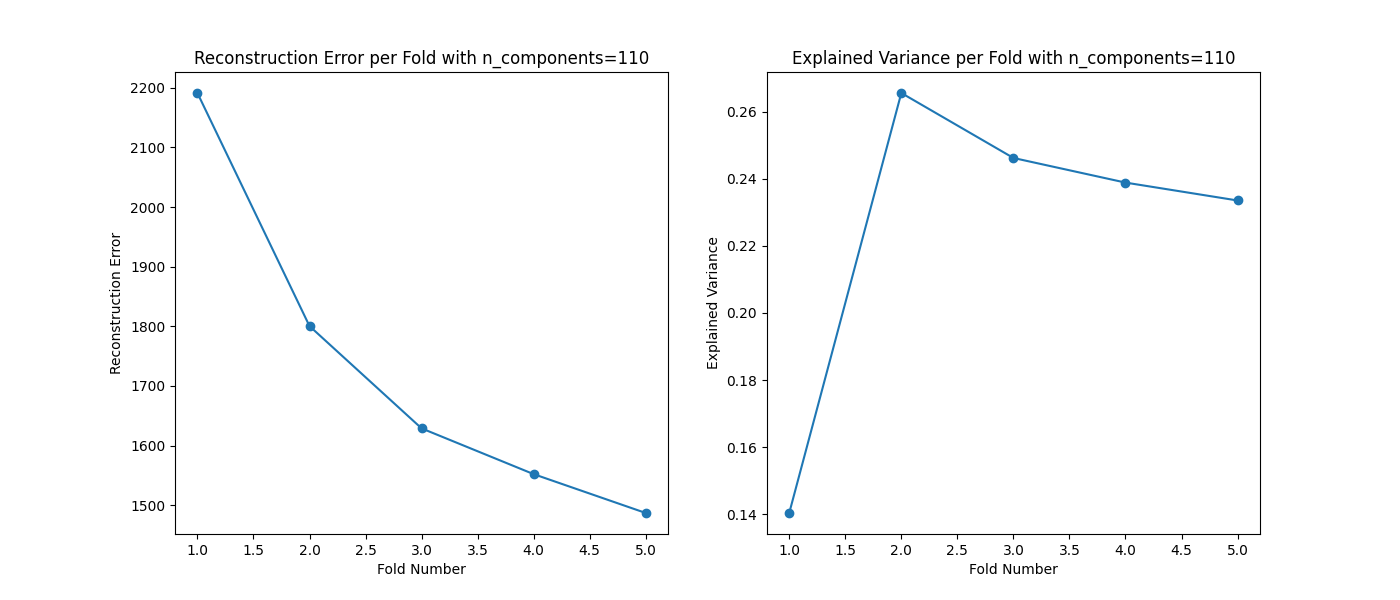 Reconstruction Error per Fold with n_components=110
Reconstruction Error
2200
2100
2000
1900
1800
1700
1600
1500
1.0 1.5 2.0 2.5 3.0 3.5 4.0 4.5 5.0
Fold Number
Explained Variance per Fold with n_components=110
Explained Variance
0.26
0.24
0.22
0.20
0.18
0.16
0.14
1.0 1.5 2.0 2.5 3.0 3.5 4.0 4.5 5.0
Fold Number